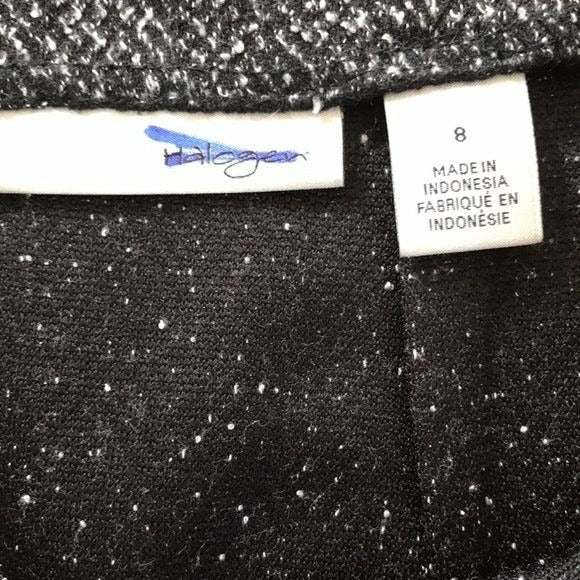 Halogen
8
MADE IN
INDONESIA
FABRIQUÉ EN
INDONÉSIE